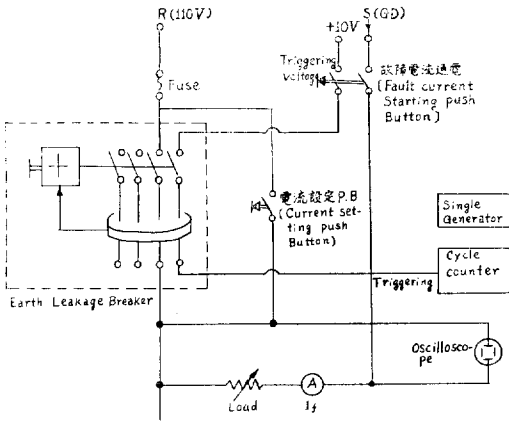 R(110V)
S(GD)
+10V
Triggering
voltage
故障電流通電
(Fault current
Starting push
Button)
Fuse
電流設定P.B
(Current set-
ting push
Button)
Single
Generator
Cycle
counter
Triggering
Earth Leakage Breaker
Oscillosco-
pe
A
Load
If